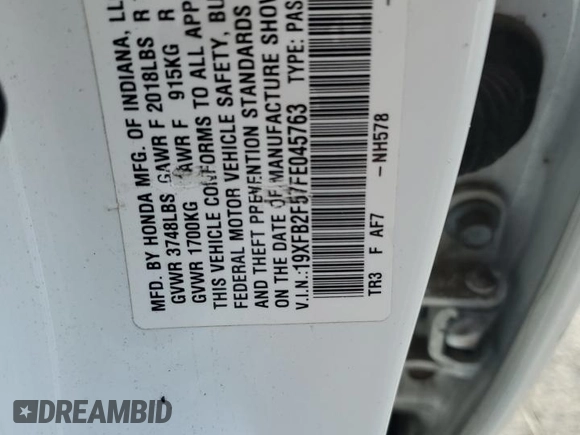 MFD. BY HONDA MFG. OF INDIANA, LL
GVWR 3748LBS GAWR F 2018LBS R
GVWR 1700KG GAWR F 915KG R
THIS VEHICLE CONFORMS TO ALL APP
FEDERAL MOTOR VEHICLE SAFETY, BU
AND THEFT PREVENTION STANDARDS
ON THE DATE OF MANUFACTURE SHOW
V.I.N.:19XFB2F57FE045763 TYPE: PAS
TR3 F AF7 -NH578
DREAMBID